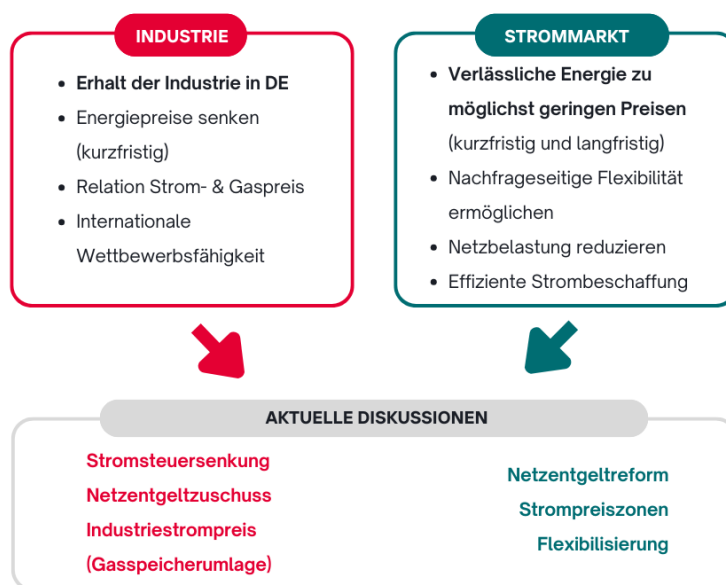 INDUSTRIE
• Erhalt der Industrie in DE
• Energiepreise senken
(kurzfristig)
• Relation Strom- & Gaspreis
• Internationale
Wettbewerbsfähigkeit
STROMMARKT
• Verlässliche Energie zu
möglichst geringen Preisen
(kurzfristig und langfristig)
• Nachfrageseitige Flexibilität
ermöglichen
• Netzbelastung reduzieren
• Effiziente Strombeschaffung
AKTUELLE DISKUSSIONEN
Stromsteuersenkung
Netzentgeltzuschuss
Industriestrompreis
(Gasspeicherumlage)
Netzentgeltreform
Strompreiszonen
Flexibilisierung